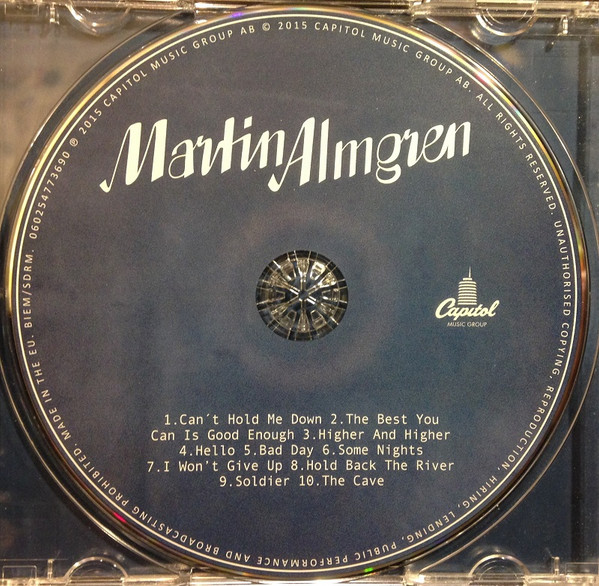 060254773690 ℗ 2015 CAPITOL MUSIC GROUP AB © 2015 CAPITOL MUSIC GROUP AB. ALL RIGHTS RESERVED. UNAUTHORISED COPYING, REPRODUCTION, HIRING, LENDING, PUBLIC PERFORMANCE AND BROADCASTING PROHIBITED. MADE IN THE EU. BIEM/SDRM.
Martin Almgren
Capitol
MUSIC GROUP
1.Can´t Hold Me Down 2.The Best You
Can Is Good Enough 3.Higher And Higher
4.Hello 5.Bad Day 6.Some Nights
7.I Won't Give Up 8.Hold Back The River
9.Soldier 10.The Cave